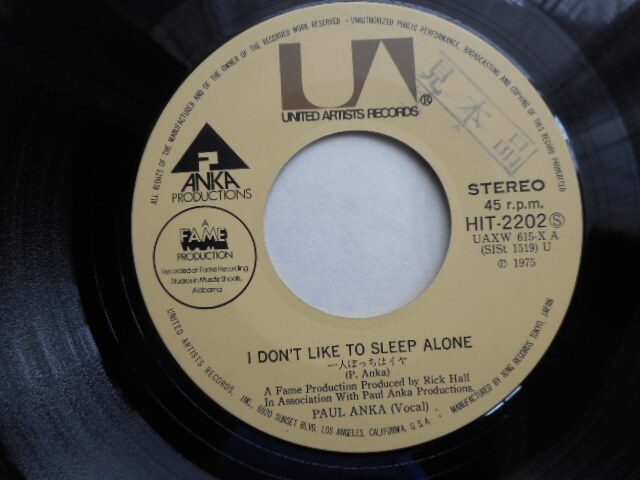 ALL RIGHTS OF THE MANUFACTURER AND OF THE OWNER OF THE RECORDED WORK RESERVED. - UNAUTHORIZED PUBLIC PERFORMANCE, BROADCASTING AND COPYING OF THIS RECORD PROHIBITED
UA
UNITED ARTISTS RECORDS®
見本品
ANKA
PRODUCTIONS
A
FAME
PRODUCTION
Recorded at Fame Recording
Studios in Muscle Shoals,
Alabama
STEREO
45 r.p.m.
HIT-2202 Ⓢ
UAXW 615-X A
(SISt 1519) U
Ⓟ 1975
I DON'T LIKE TO SLEEP ALONE
一人ぼっちはイヤ
(P. Anka)
A Fame Production Produced by Rick Hall
In Association With Paul Anka Productions,
PAUL ANKA (Vocal)
UNITED ARTISTS RECORDS, INC., 6920 SUNSET BLVD. LOS ANGELES, CALIFORNIA U.S.A.
MANUFACTURED BY KING RECORDS TOKYO, JAPAN